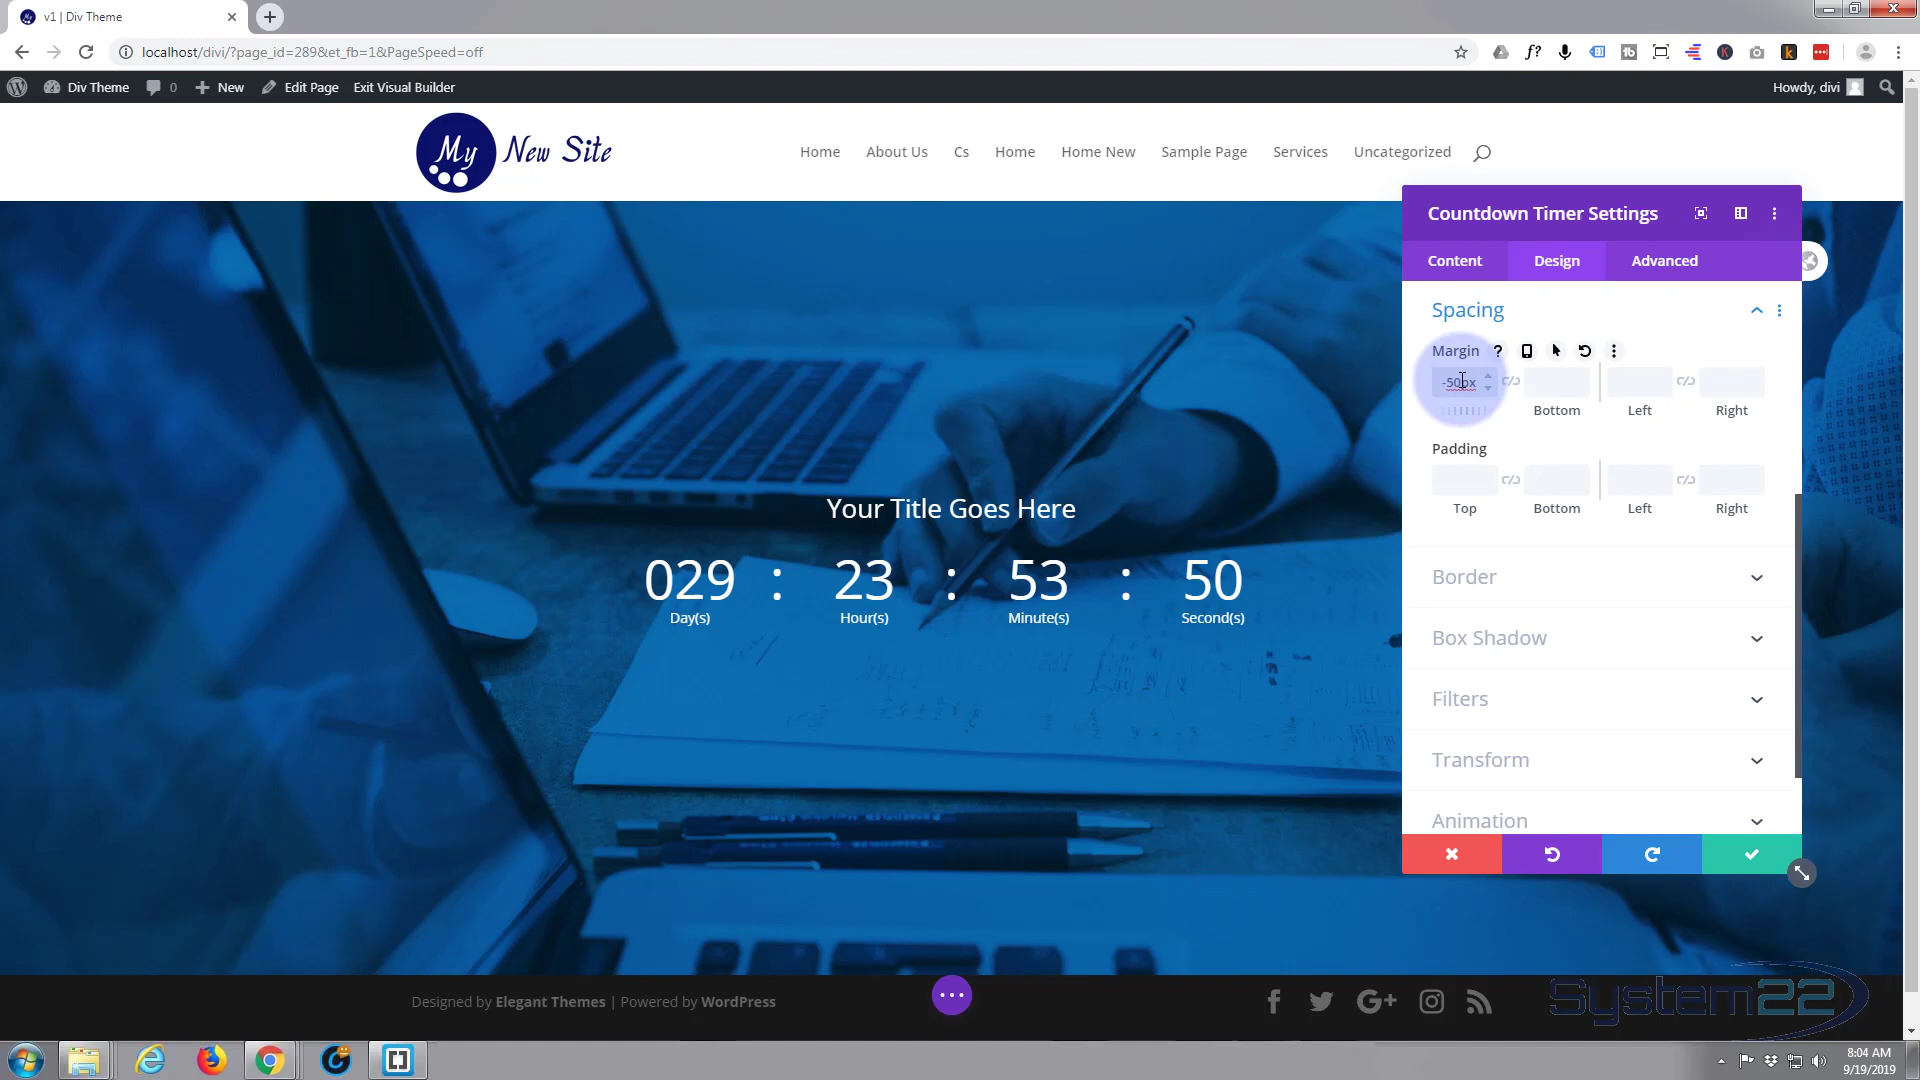 v1 | Div Theme
localhost/divi/?page_id=289&et_fb=1&PageSpeed=off
Div Theme 0 New Edit Page Exit Visual Builder Howdy, divi
My New Site
Home About Us Cs Home Home New Sample Page Services Uncategorized
Countdown Timer Settings
Content Design Advanced
Spacing
Margin ?
-50px
Bottom Left Right
Padding
Top Bottom Left Right
Border
Box Shadow
Filters
Transform
Animation
Your Title Goes Here
029 : 23 : 53 : 50
Day(s) Hour(s) Minute(s) Second(s)
Designed by Elegant Themes | Powered by WordPress
System22
8:04 AM
9/19/2019